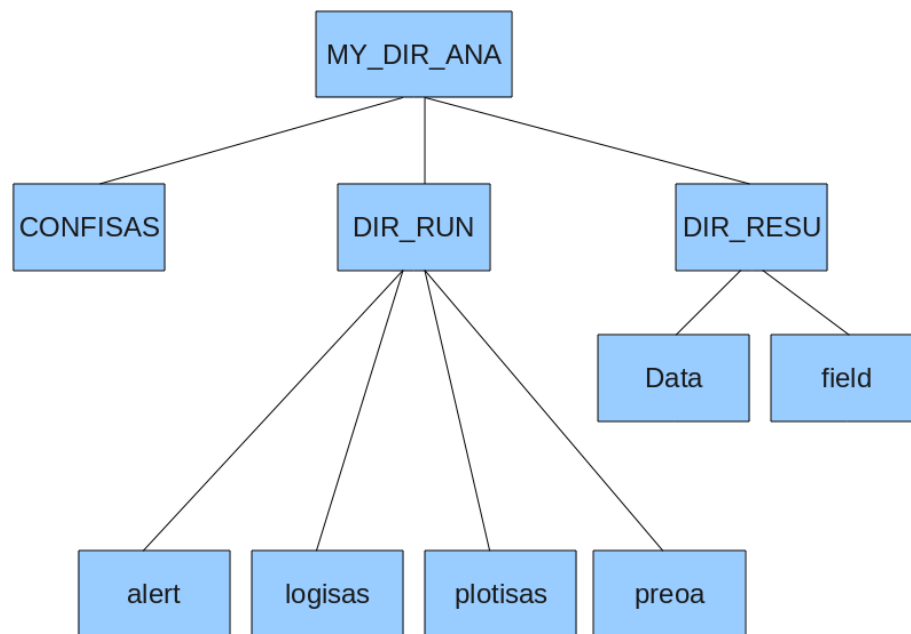 MY_DIR_ANA
CONFISAS
DIR_RUN
DIR_RESU
Data
field
alert
logisas
plotisas
preoa